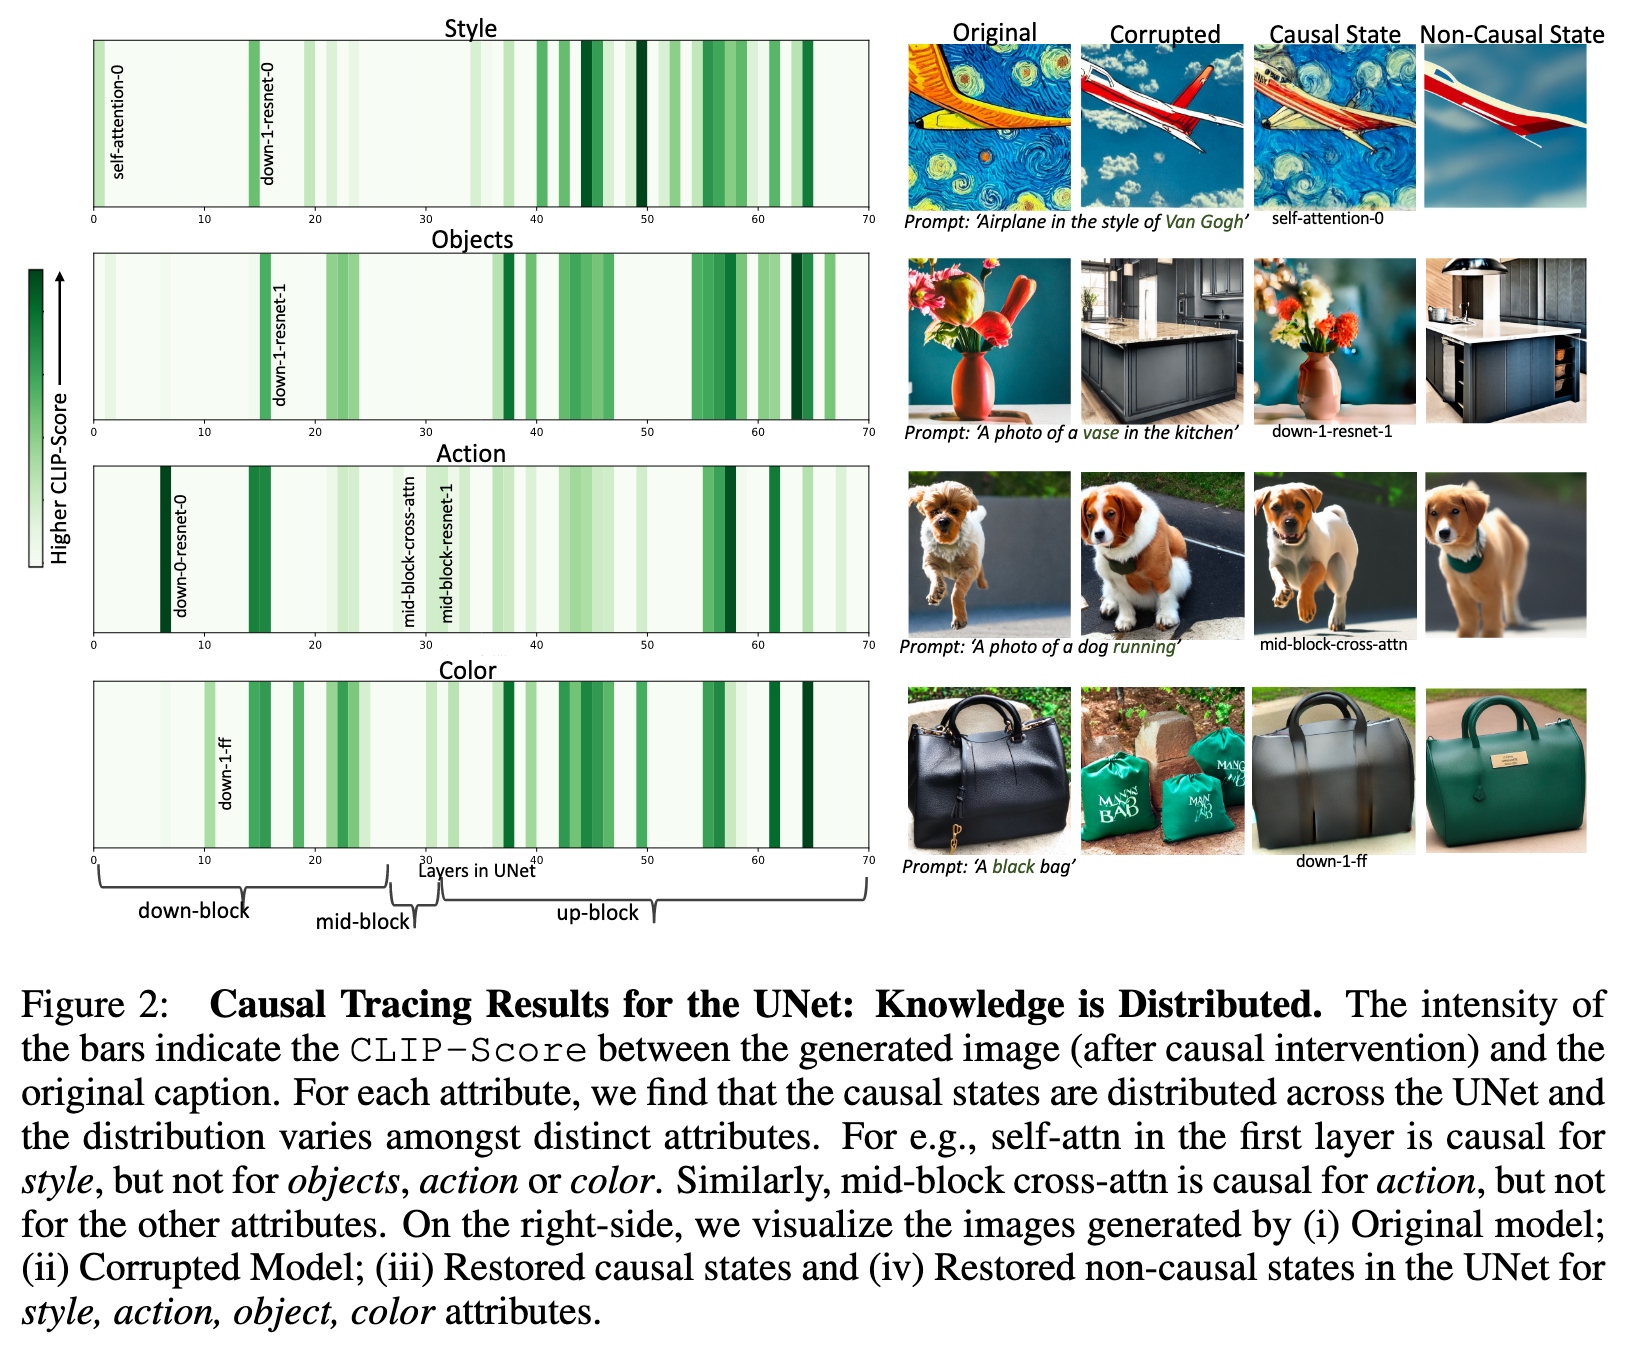 Style
self-attention-0
down-1-resnet-0
0 10 20 30 40 50 60 70
Objects
down-1-resnet-1
0 10 20 30 40 50 60 70
Action
down-0-resnet-0
mid-block-cross-attn
mid-block-resnet-1
0 10 20 30 40 50 60 70
Color
down-1-ff
0 10 20 30 40 50 60 70
Layers in UNet
down-block
mid-block
up-block
Higher CLIP-Score
Original Corrupted Causal State Non-Causal State
Prompt: ‘Airplane in the style of Van Gogh’
self-attention-0
Prompt: ‘A photo of a vase in the kitchen’
down-1-resnet-1
Prompt: ‘A photo of a dog running’
mid-block-cross-attn
MAN
BAG
Prompt: ‘A black bag’
down-1-ff
Figure 2: Causal Tracing Results for the UNet: Knowledge is Distributed. The intensity of
the bars indicate the CLIP-Score between the generated image (after causal intervention) and the
original caption. For each attribute, we find that the causal states are distributed across the UNet and
the distribution varies amongst distinct attributes. For e.g., self-attn in the first layer is causal for
style, but not for objects, action or color. Similarly, mid-block cross-attn is causal for action, but not
for the other attributes. On the right-side, we visualize the images generated by (i) Original model;
(ii) Corrupted Model; (iii) Restored causal states and (iv) Restored non-causal states in the UNet for
style, action, object, color attributes.